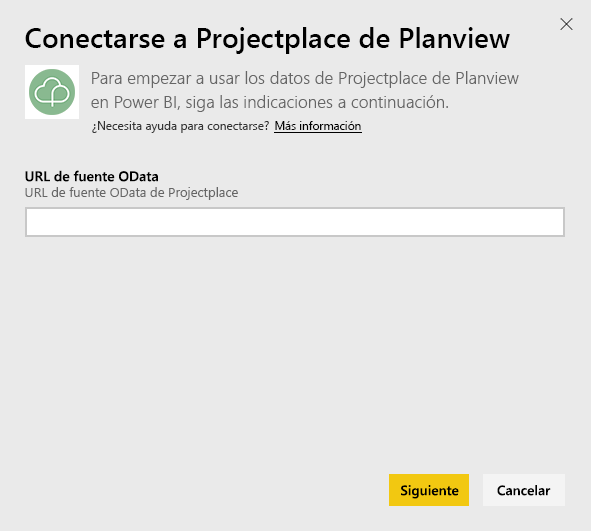 Conectarse a Projectplace de Planview
Para empezar a usar los datos de Projectplace de Planview
en Power BI, siga las indicaciones a continuación.
¿Necesita ayuda para conectarse? Más información
URL de fuente OData
URL de fuente OData de Projectplace
Siguiente
Cancelar